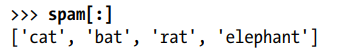 >>> spam[:]
['cat', 'bat', 'rat', 'elephant']